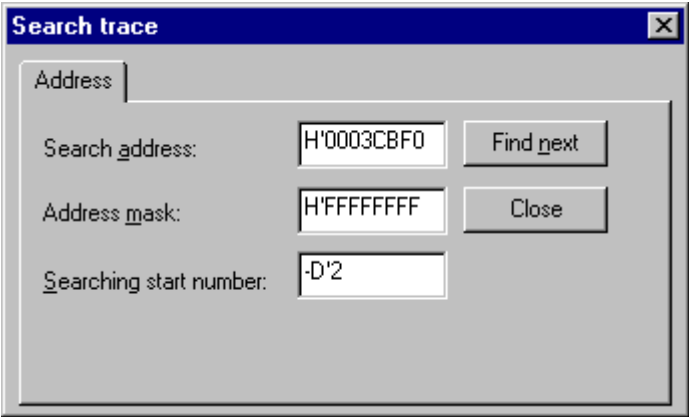 Search trace
Address
Search address: H'0003CBF0 Find next
Address mask: H'FFFFFFFF Close
Searching start number: -D'2